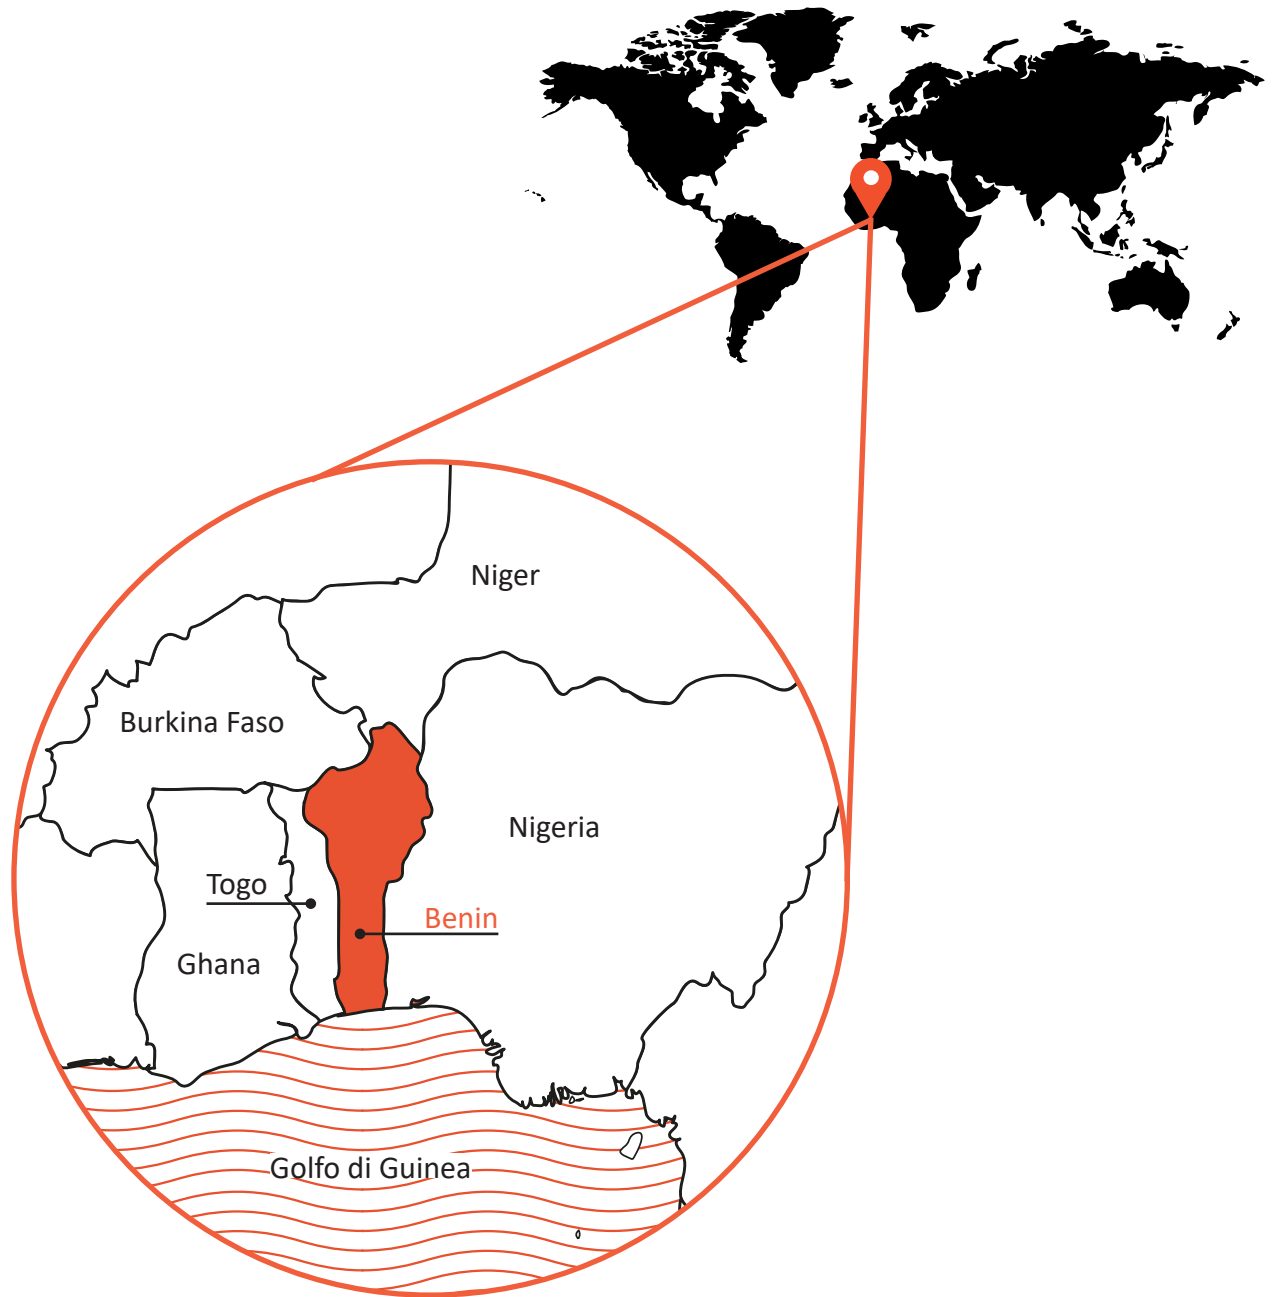 Niger
Burkina Faso
Nigeria
Togo
Benin
Ghana
Golfo di Guinea